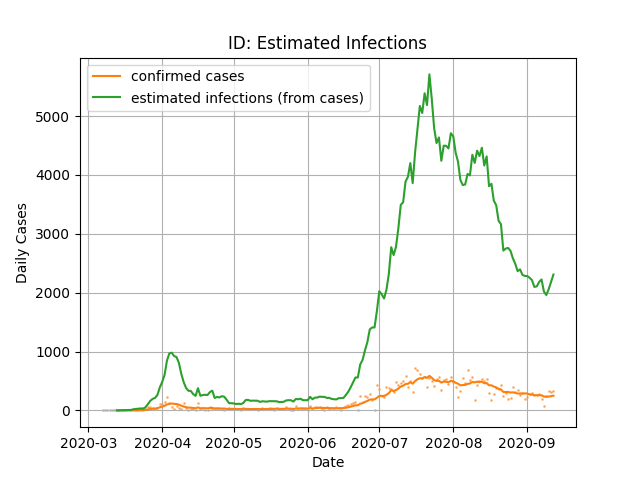 ID: Estimated Infections
confirmed cases
estimated infections (from cases)
Daily Cases
5000
4000
3000
2000
1000
0
2020-03
2020-04
2020-05
2020-06
2020-07
2020-08
2020-09
Date